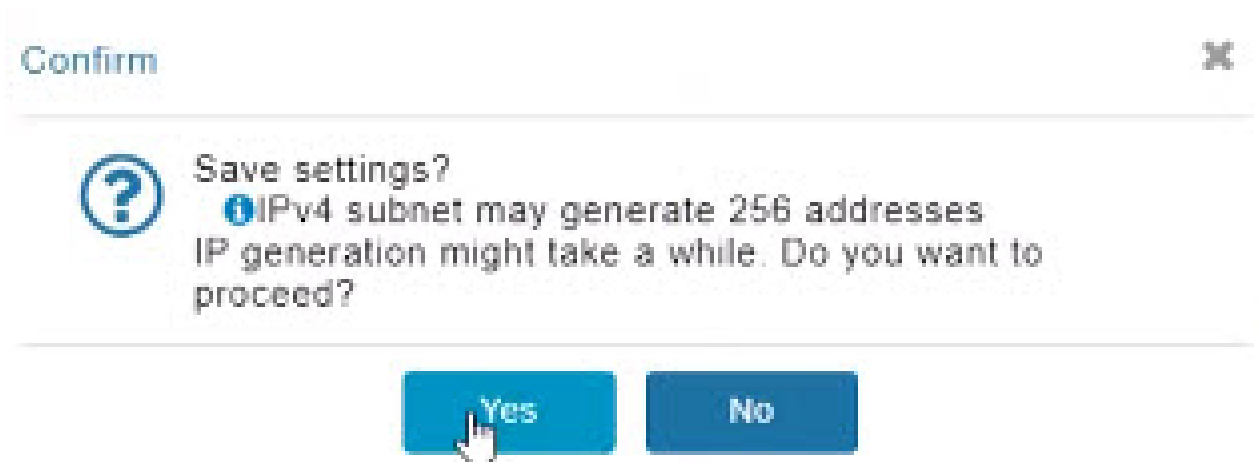 Confirm
Save settings?
IPv4 subnet may generate 256 addresses
IP generation might take a while. Do you want to
proceed?
Yes
No